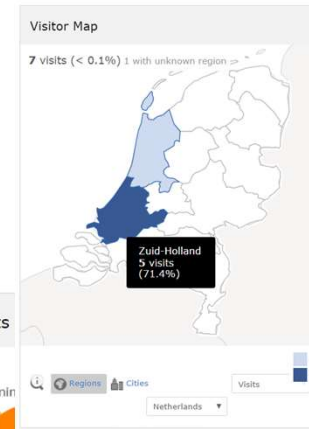 Visitor Map
7 visits (< 0.1%) 1 with unknown region
Zuid-Holland
5 visits
(71.4%)
Regions
Cities
Visits
Netherlands